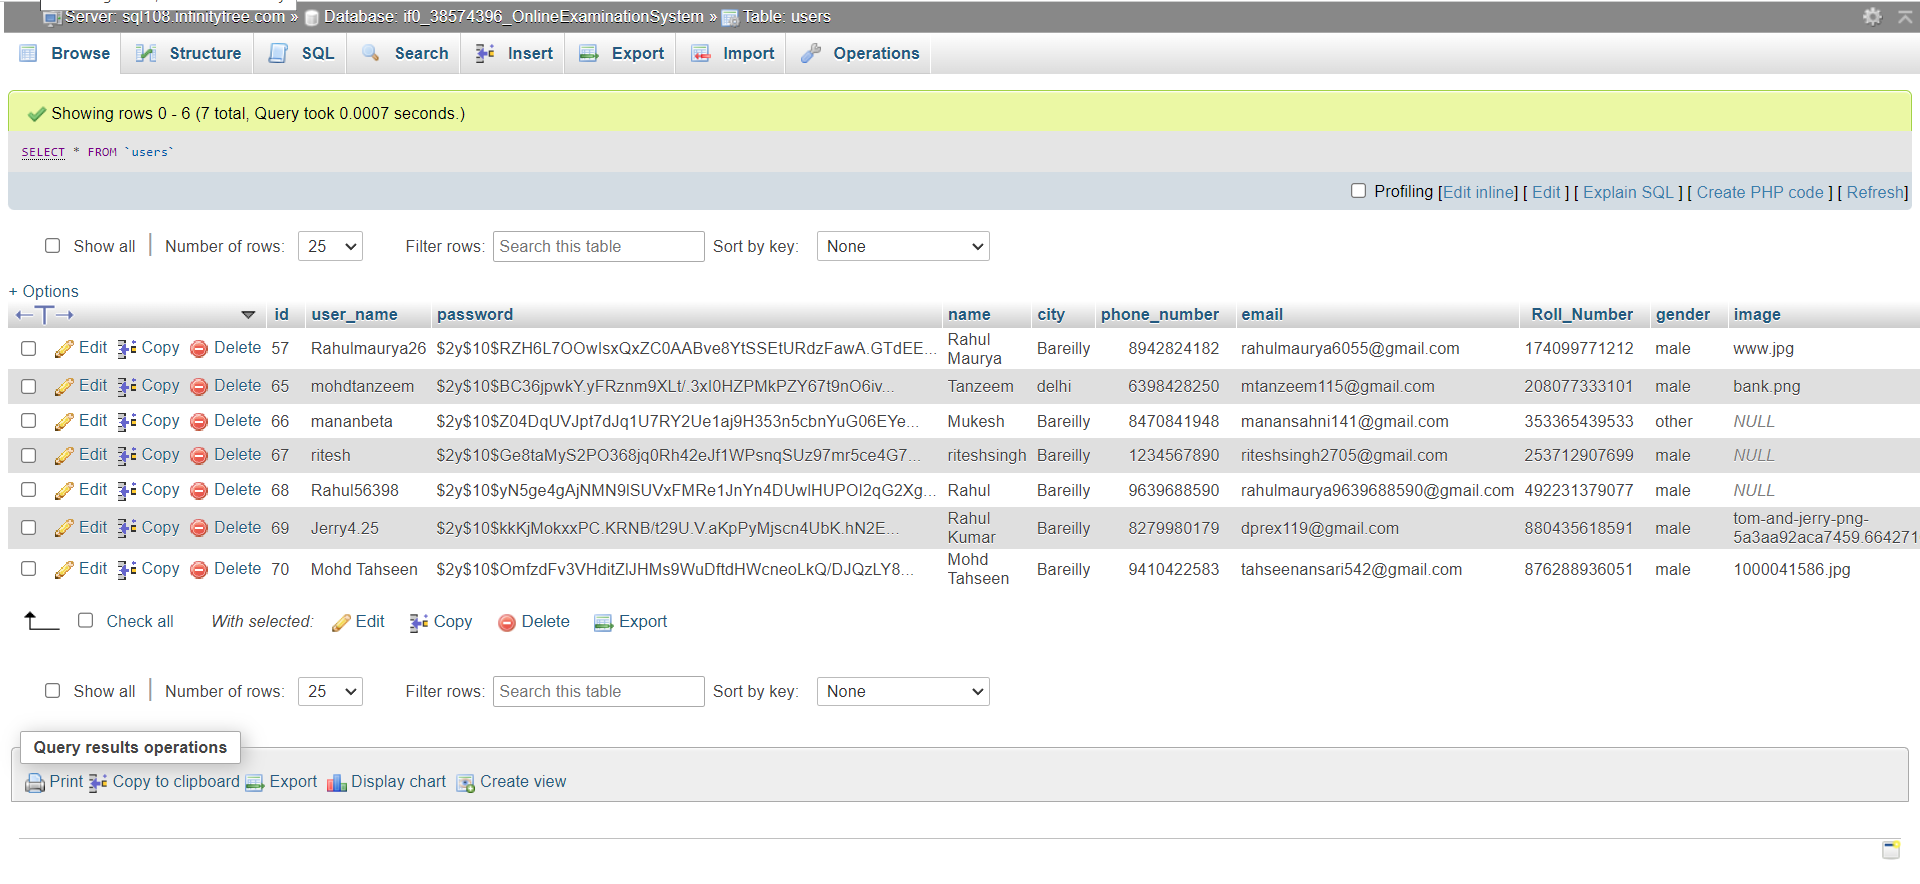 Server: sql108.infinityfree.com » Database: if0_38574396_OnlineExaminationSystem » Table: users
Browse Structure SQL Search Insert Export Import Operations
Showing rows 0 - 6 (7 total, Query took 0.0007 seconds.)
SELECT * FROM `users`
Profiling [Edit inline] [ Edit ] [ Explain SQL ] [ Create PHP code ] [ Refresh]
Show all | Number of rows: 25 Filter rows: Search this table Sort by key: None
+ Options
←T→ id user_name password name city phone_number email Roll_Number gender image
Edit Copy Delete 57 Rahulmaurya26 $2y$10$RZH6L7OOwIsxQxZC0AABve8YtSSEtURdzFawA.GTdEE... Rahul Maurya Bareilly 8942824182 rahulmaurya6055@gmail.com 174099771212 male www.jpg
Edit Copy Delete 65 mohdtanzeem $2y$10$BC36jpwkY.yFRznm9XLt/.3xI0HZPMkPZY67t9nO6iv... Tanzeem delhi 6398428250 mtanzeem115@gmail.com 208077333101 male bank.png
Edit Copy Delete 66 mananbeta $2y$10$Z04DqUVJpt7dJq1U7RY2Ue1aj9H353n5cbnYuG06EYe... Mukesh Bareilly 8470841948 manansahni141@gmail.com 353365439533 other NULL
Edit Copy Delete 67 ritesh $2y$10$Ge8taMyS2PO368jq0Rh42eJf1WPsnqSUz97mr5ce4G7... riteshsingh Bareilly 1234567890 riteshsingh2705@gmail.com 253712907699 male NULL
Edit Copy Delete 68 Rahul56398 $2y$10$yN5ge4gAjNMN9lSUVxFMRe1JnYn4DUwlHUPOI2qG2Xg... Rahul Bareilly 9639688590 rahulmaurya9639688590@gmail.com 492231379077 male NULL
Edit Copy Delete 69 Jerry4.25 $2y$10$kkKjMokxxPC.KRNB/t29U.V.aKpPyMjscn4UbK.hN2E... Rahul Kumar Bareilly 8279980179 dprex119@gmail.com 880435618591 male tom-and-jerry-png-5a3aa92aca7459.664271
Edit Copy Delete 70 Mohd Tahseen $2y$10$OmfzdFv3VHditZlJHMs9WuDftdHWcneoLkQ/DJQzLY8... Mohd Tahseen Bareilly 9410422583 tahseenansari542@gmail.com 876288936051 male 1000041586.jpg
Check all With selected: Edit Copy Delete Export
Show all | Number of rows: 25 Filter rows: Search this table Sort by key: None
Query results operations
Print Copy to clipboard Export Display chart Create view